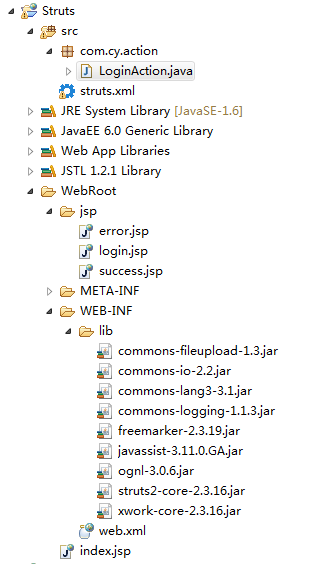 Struts
src
com.cy.action
LoginAction.java
struts.xml
JRE System Library [JavaSE-1.6]
JavaEE 6.0 Generic Library
Web App Libraries
JSTL 1.2.1 Library
WebRoot
jsp
error.jsp
login.jsp
success.jsp
META-INF
WEB-INF
lib
commons-fileupload-1.3.jar
commons-io-2.2.jar
commons-lang3-3.1.jar
commons-logging-1.1.3.jar
freemarker-2.3.19.jar
javassist-3.11.0.GA.jar
ognl-3.0.6.jar
struts2-core-2.3.16.jar
xwork-core-2.3.16.jar
web.xml
index.jsp